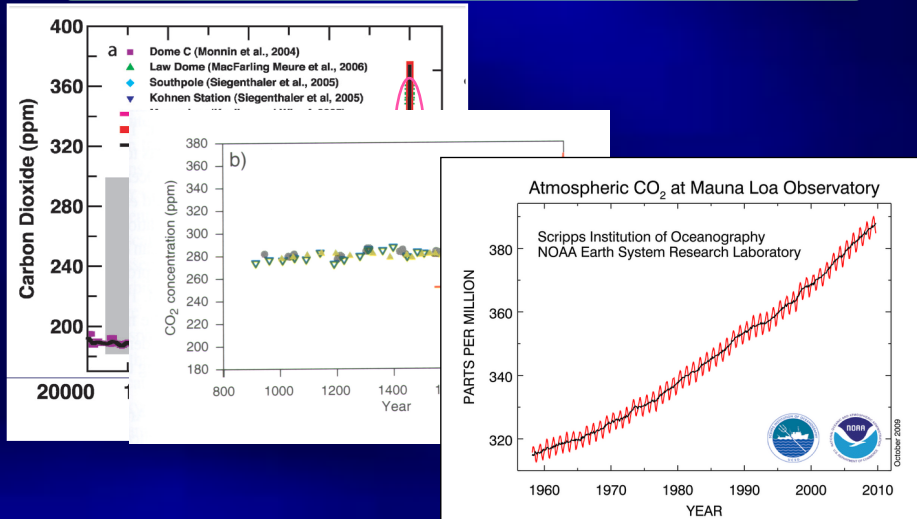 400
360
320
280
240
200
Carbon Dioxide (ppm)
20000
a
Dome C (Monnin et al., 2004)
Law Dome (MacFarling Meure et al., 2006)
Southpole (Siegenthaler et al., 2005)
Kohnen Station (Siegenthaler et al, 2005)
b)
380
360
340
320
300
280
260
240
220
200
180
CO2 concentration (ppm)
800 1000 1200 1400
Year
Atmospheric CO2 at Mauna Loa Observatory
Scripps Institution of Oceanography
NOAA Earth System Research Laboratory
380
360
340
320
PARTS PER MILLION
1960 1970 1980 1990 2000 2010
YEAR
NOAA
October 2009